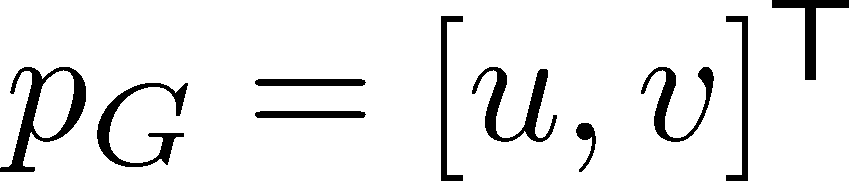 p_G = [u, v]^⊤